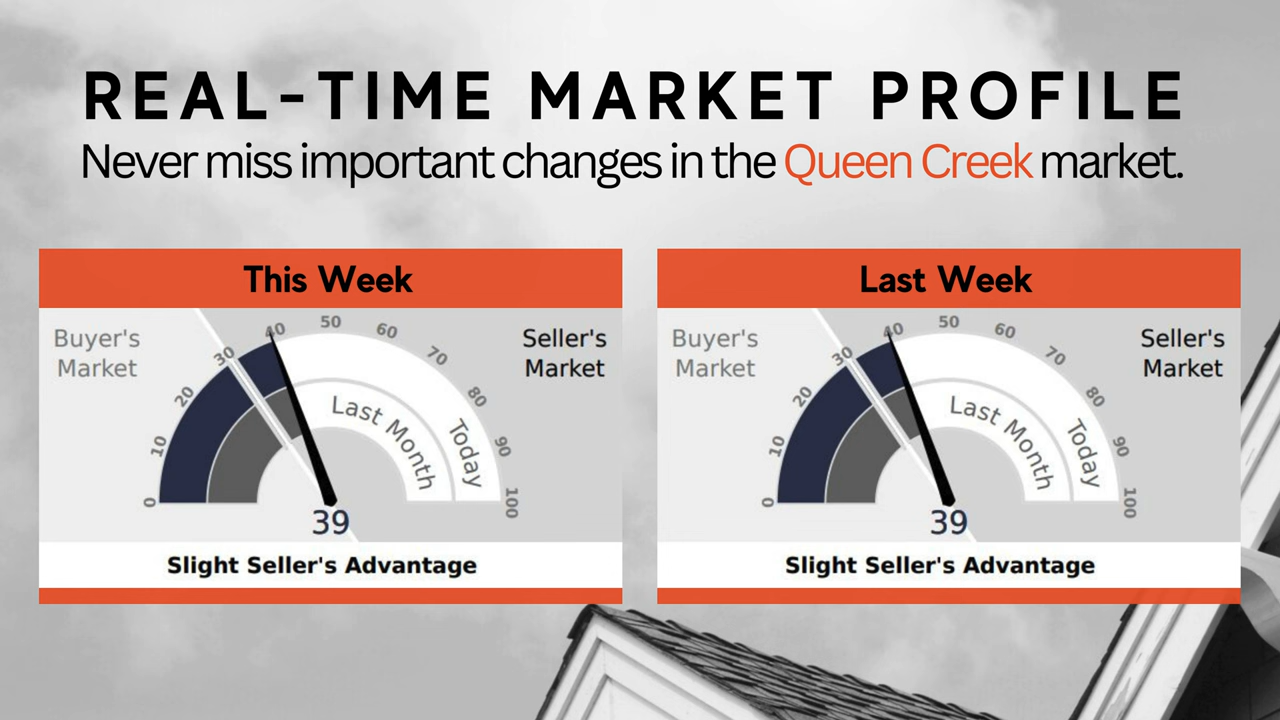 REAL-TIME MARKET PROFILE
Never miss important changes in the Queen Creek market.
This Week
Buyer's
Market
Seller's
Market
0
10
20
30
40
50
60
70
80
90
100
Last Month
Today
39
Slight Seller's Advantage
Last Week
Buyer's
Market
Seller's
Market
0
10
20
30
40
50
60
70
80
90
100
Last Month
Today
39
Slight Seller's Advantage